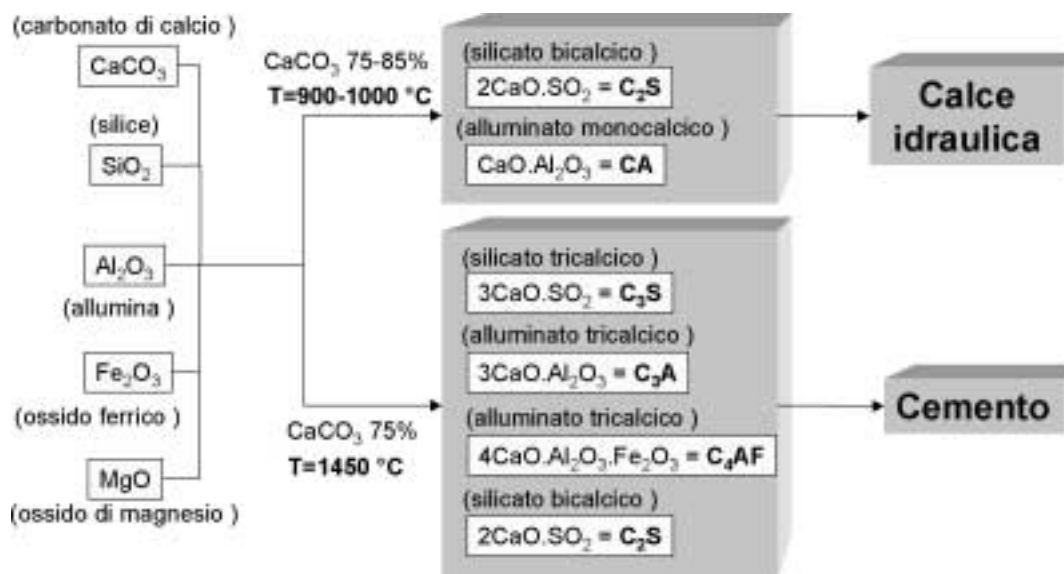 (carbonato di calcio )
CaCO₃
(silice)
SiO₂
Al₂O₃
(allumina )
Fe₂O₃
(ossido ferrico )
MgO
(ossido di magnesio )
CaCO₃ 75-85%
T=900-1000 °C
CaCO₃ 75%
T=1450 °C
(silicato bicalcico )
2CaO.SO₂ = C₂S
(alluminato monocalcico )
CaO.Al₂O₃ = CA
(silicato tricalcico )
3CaO.SO₂ = C₃S
(alluminato tricalcico )
3CaO.Al₂O₃ = C₃A
(alluminato tricalcico )
4CaO.Al₂O₃.Fe₂O₃ = C₄AF
(silicato bicalcico )
2CaO.SO₂ = C₂S
Calce
idraulica
Cemento